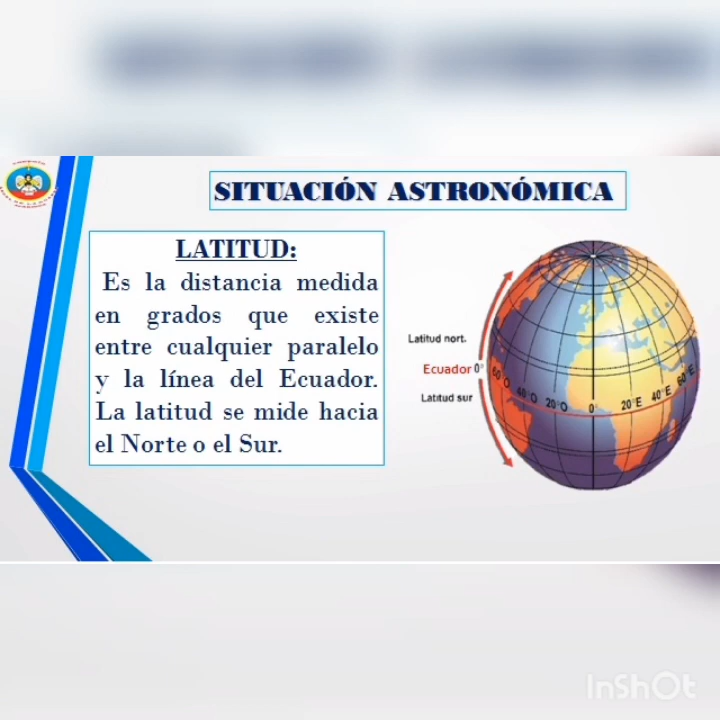 SITUACIÓN ASTRONÓMICA
LATITUD:
Es la distancia medida
en grados que existe
entre cualquier paralelo
y la línea del Ecuador.
La latitud se mide hacia
el Norte o el Sur.
Latitud nort.
Ecuador 0°
Latitud sur
60°O 40°O 20°O 0° 20°E 40°E 60°E
InShOt